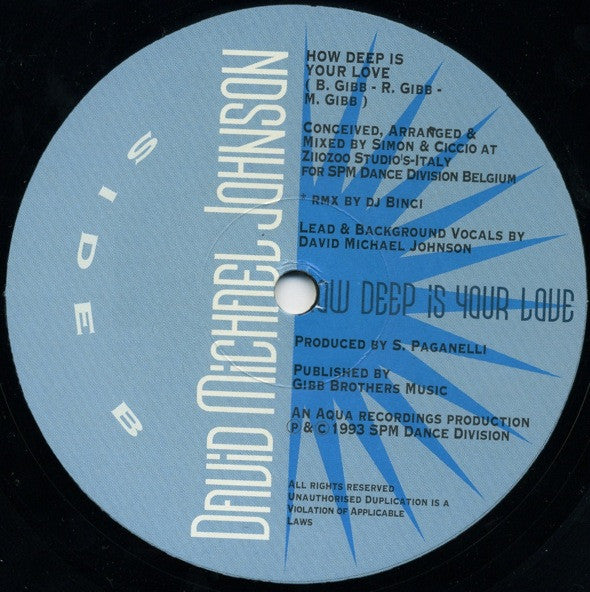 SIDE B
DAVID MICHAEL JOHNSON
HOW DEEP IS
YOUR LOVE
( B. GIBB - R. GIBB -
M. GIBB )
CONCEIVED, ARRANGED &
MIXED BY SIMON & CICCIO AT
ZIIOZOO STUDIO'S-ITALY
FOR SPM DANCE DIVISION BELGIUM
* RMX BY DJ BINCI
LEAD & BACKGROUND VOCALS BY
DAVID MICHAEL JOHNSON
HOW DEEP IS YOUR LOVE
PRODUCED BY S. PAGANELLI
PUBLISHED BY
GIBB BROTHERS MUSIC
AN AQUA RECORDINGS PRODUCTION
P & C 1993 SPM DANCE DIVISION
ALL RIGHTS RESERVED
UNAUTHORISED DUPLICATION IS A
VIOLATION OF APPLICABLE
LAWS